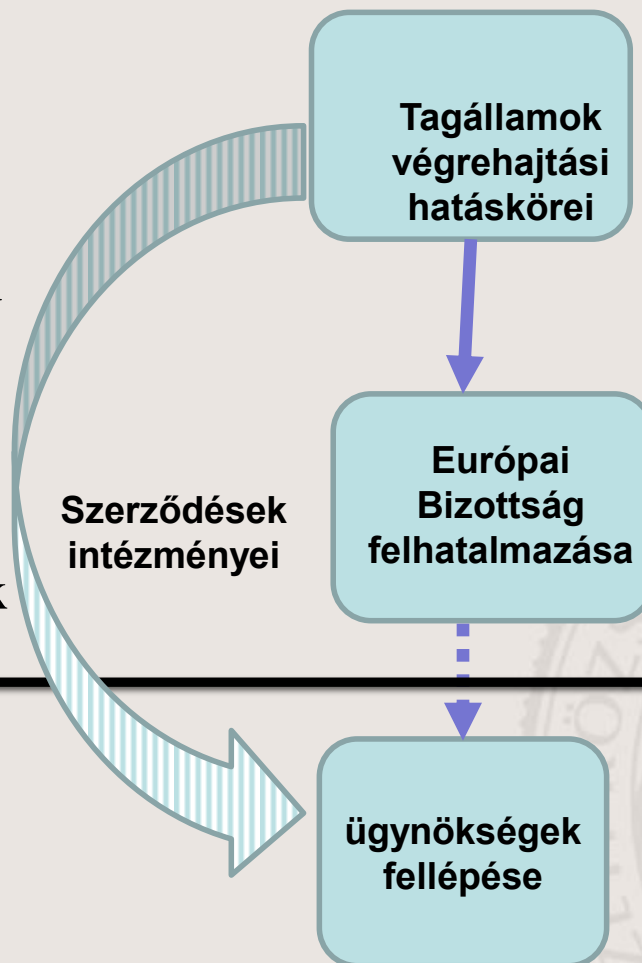 Tagállamok
végrehajtási
hatáskörei
Európai
Bizottság
felhatalmazása
Szerződések
intézményei
ügynökségek
fellépése